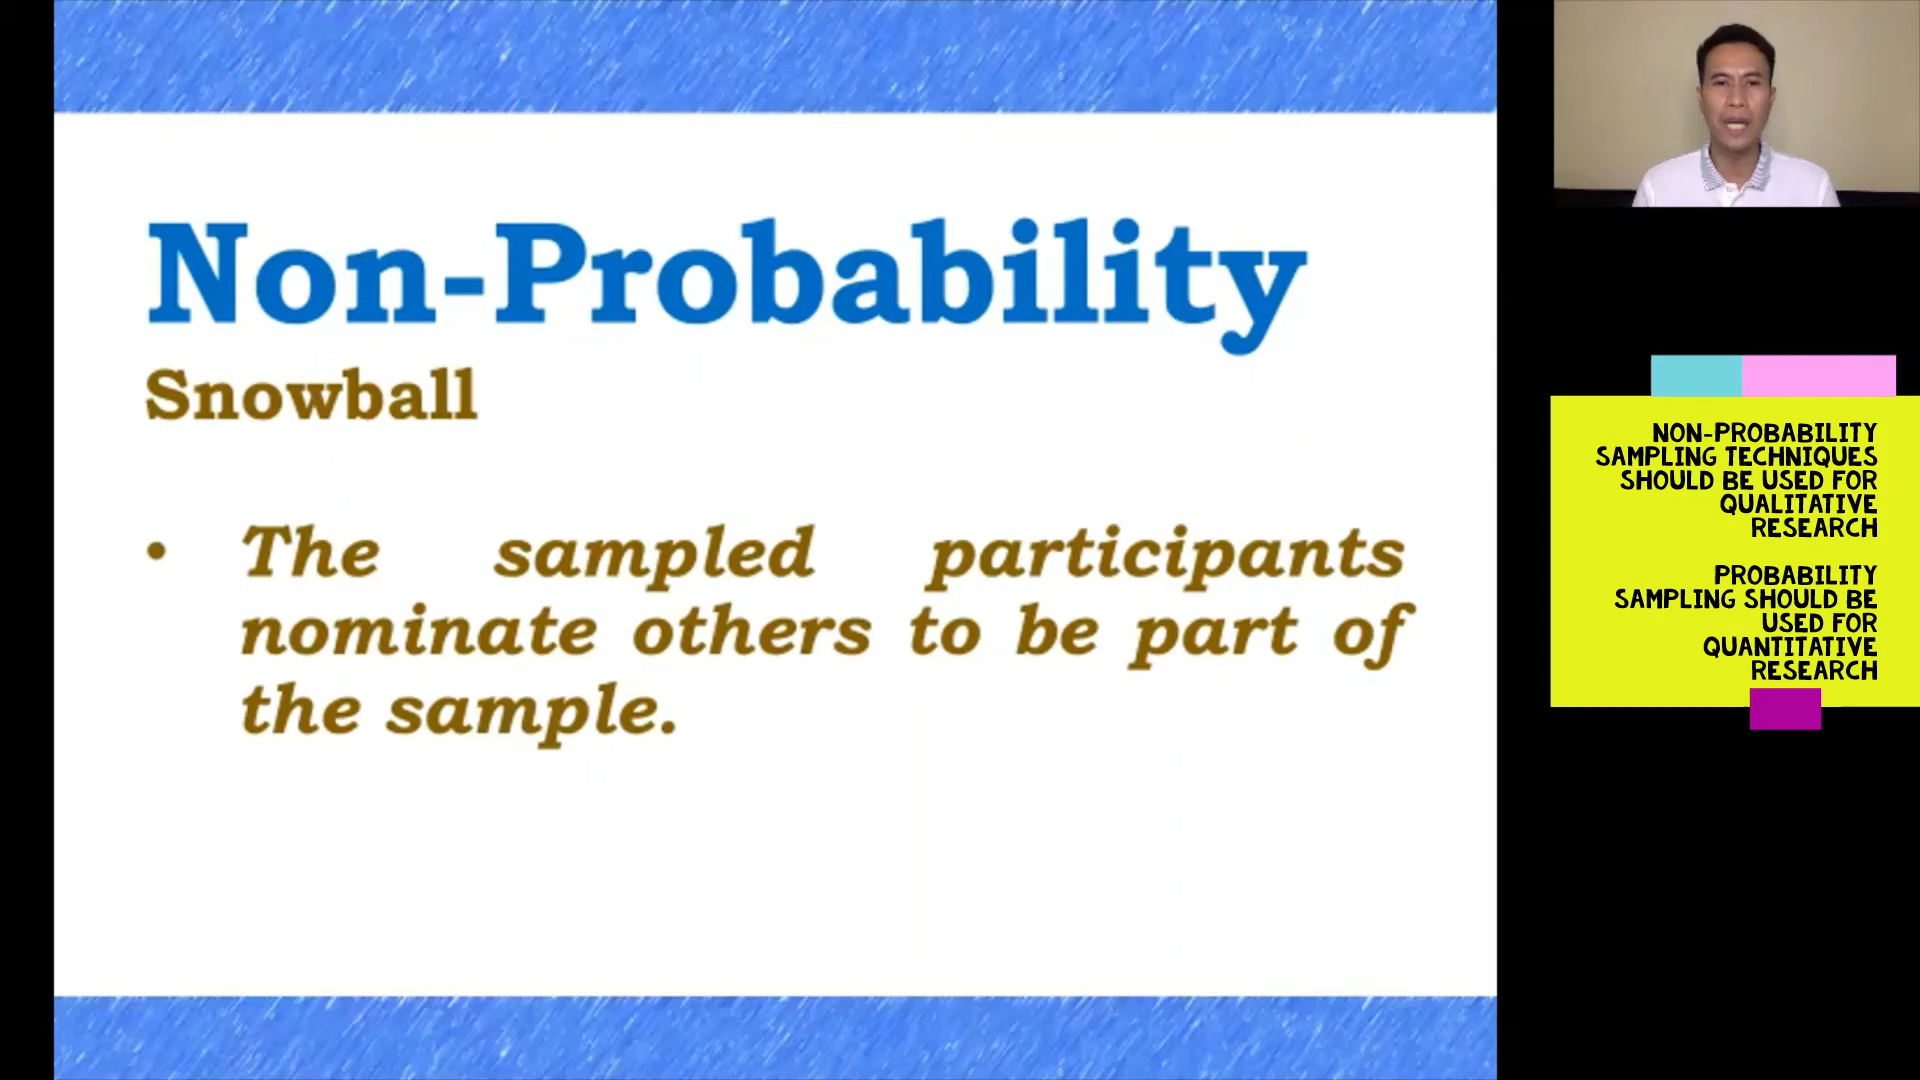 Non-Probability
Snowball
• The sampled participants
nominate others to be part of
the sample.
NON-PROBABILITY
SAMPLING TECHNIQUES
SHOULD BE USED FOR
QUALITATIVE
RESEARCH
PROBABILITY
SAMPLING SHOULD BE
USED FOR
QUANTITATIVE
RESEARCH